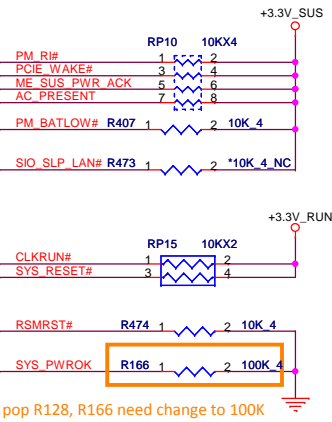 +3.3V_SUS
RP10 10KX4
PM_RI# 1 2
PCIE_WAKE# 3 4
ME_SUS_PWR_ACK 5 6
AC_PRESENT 7 8
PM_BATLOW# R407 1 2 10K_4
SIO_SLP_LAN# R473 1 2 *10K_4_NC
+3.3V_RUN
RP15 10KX2
CLKRUN# 1 2
SYS_RESET# 3 4
RSMRST# R474 1 2 10K_4
SYS_PWROK R166 1 2 100K_4
pop R128, R166 need change to 100K